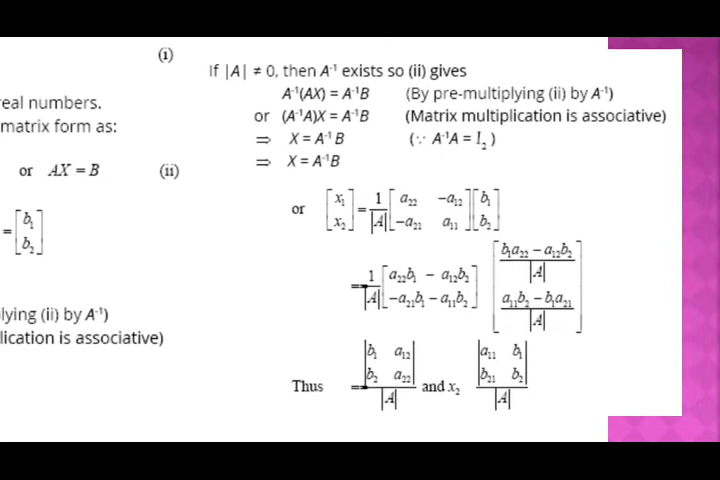 (i)
eal numbers.
matrix form as:
or AX = B (ii)
= [b₁ b₂]
lying (ii) by A⁻¹)
lication is associative)
If |A| ≠ 0, then A⁻¹ exists so (ii) gives
A⁻¹(AX) = A⁻¹B (By pre-multiplying (ii) by A⁻¹)
or (A⁻¹A)X = A⁻¹B (Matrix multiplication is associative)
⇒ X = A⁻¹ B (∵ A⁻¹A = I₂ )
⇒ X = A⁻¹B
or [x₁ x₂] = 1/|A| [a₂₂ −a₁₂ −a₂₁ a₁₁] [b₁ b₂]
= 1/|A| [a₂₂b₁ − a₁₂b₂ −a₂₁b₁ − a₁₁b₂] [b₁a₂₂ − a₁₂b₂/|A| a₁₁b₂ − b₁a₂₁/|A|]
Thus = |b₁ a₁₂ b₂ a₂₂|/|A| and x₂ |a₁₁ b₁ b₂₁ b₂|/|A|